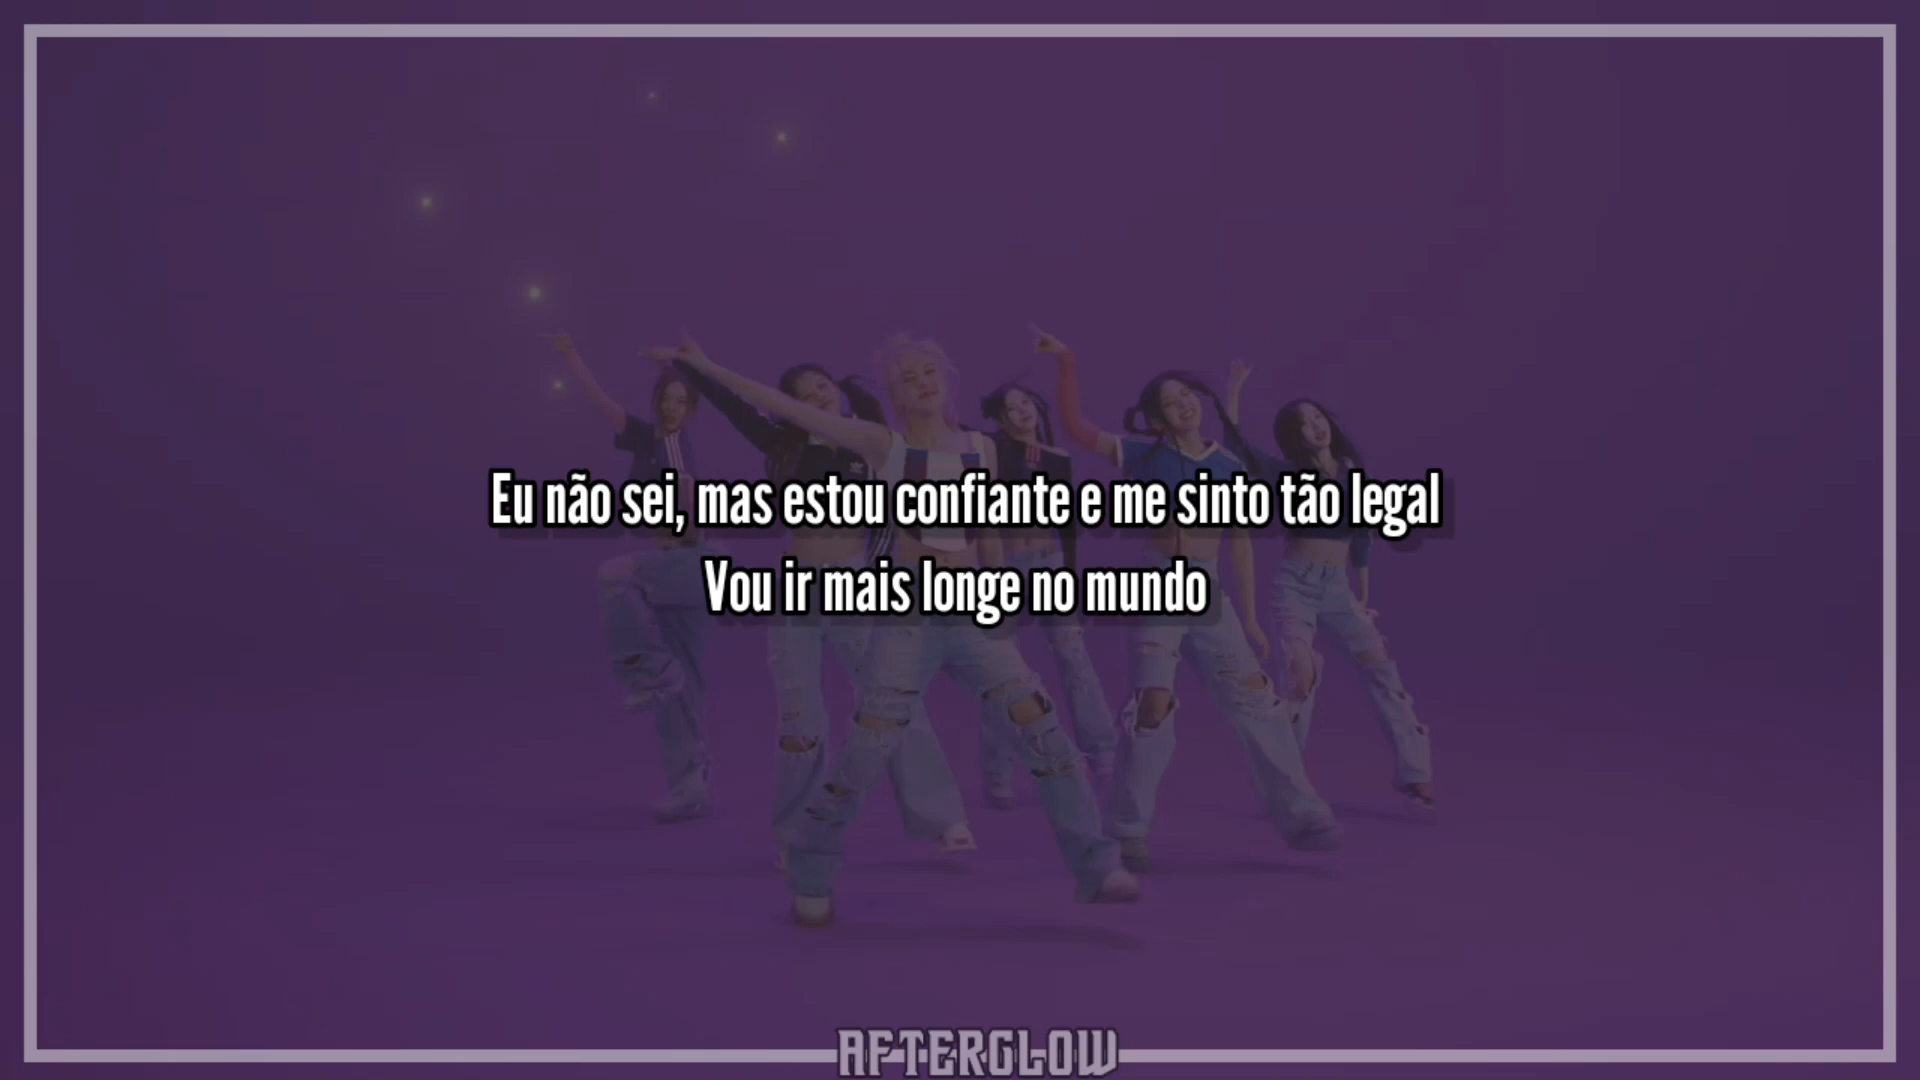 Eu não sei, mas estou confiante e me sinto tão legal
Vou ir mais longe no mundo
AFTERGLOW